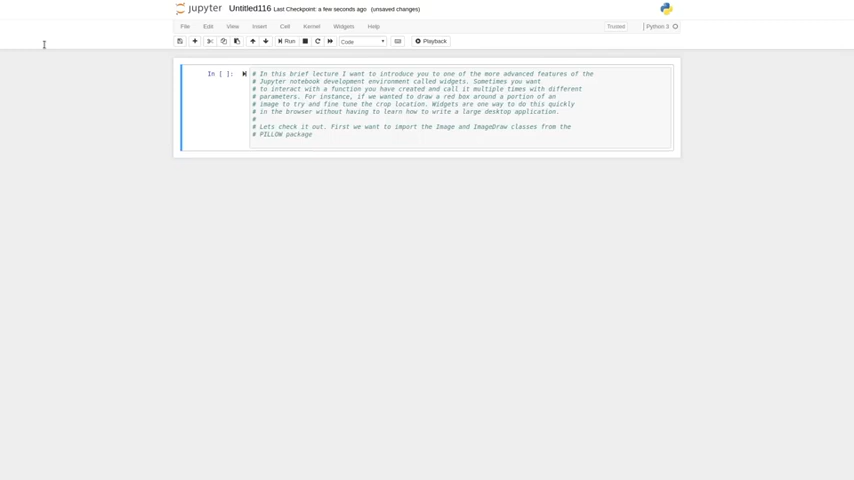 jupyter Untitled116 Last Checkpoint: a few seconds ago (unsaved changes)
File Edit View Insert Cell Kernel Widgets Help Trusted Python 3
Run Code Playback
In [ ]: # In this brief lecture I want to introduce you to one of the more advanced features of the
# Jupyter notebook development environment called widgets. Sometimes you want
# to interact with a function you have created and call it multiple times with different
# parameters. For instance, if we wanted to draw a red box around a portion of an
# image to try and fine tune the crop location. Widgets are one way to do this quickly
# in the browser without having to learn how to write a large desktop application.
#
# Lets check it out. First we want to import the Image and ImageDraw classes from the
# PILLOW package